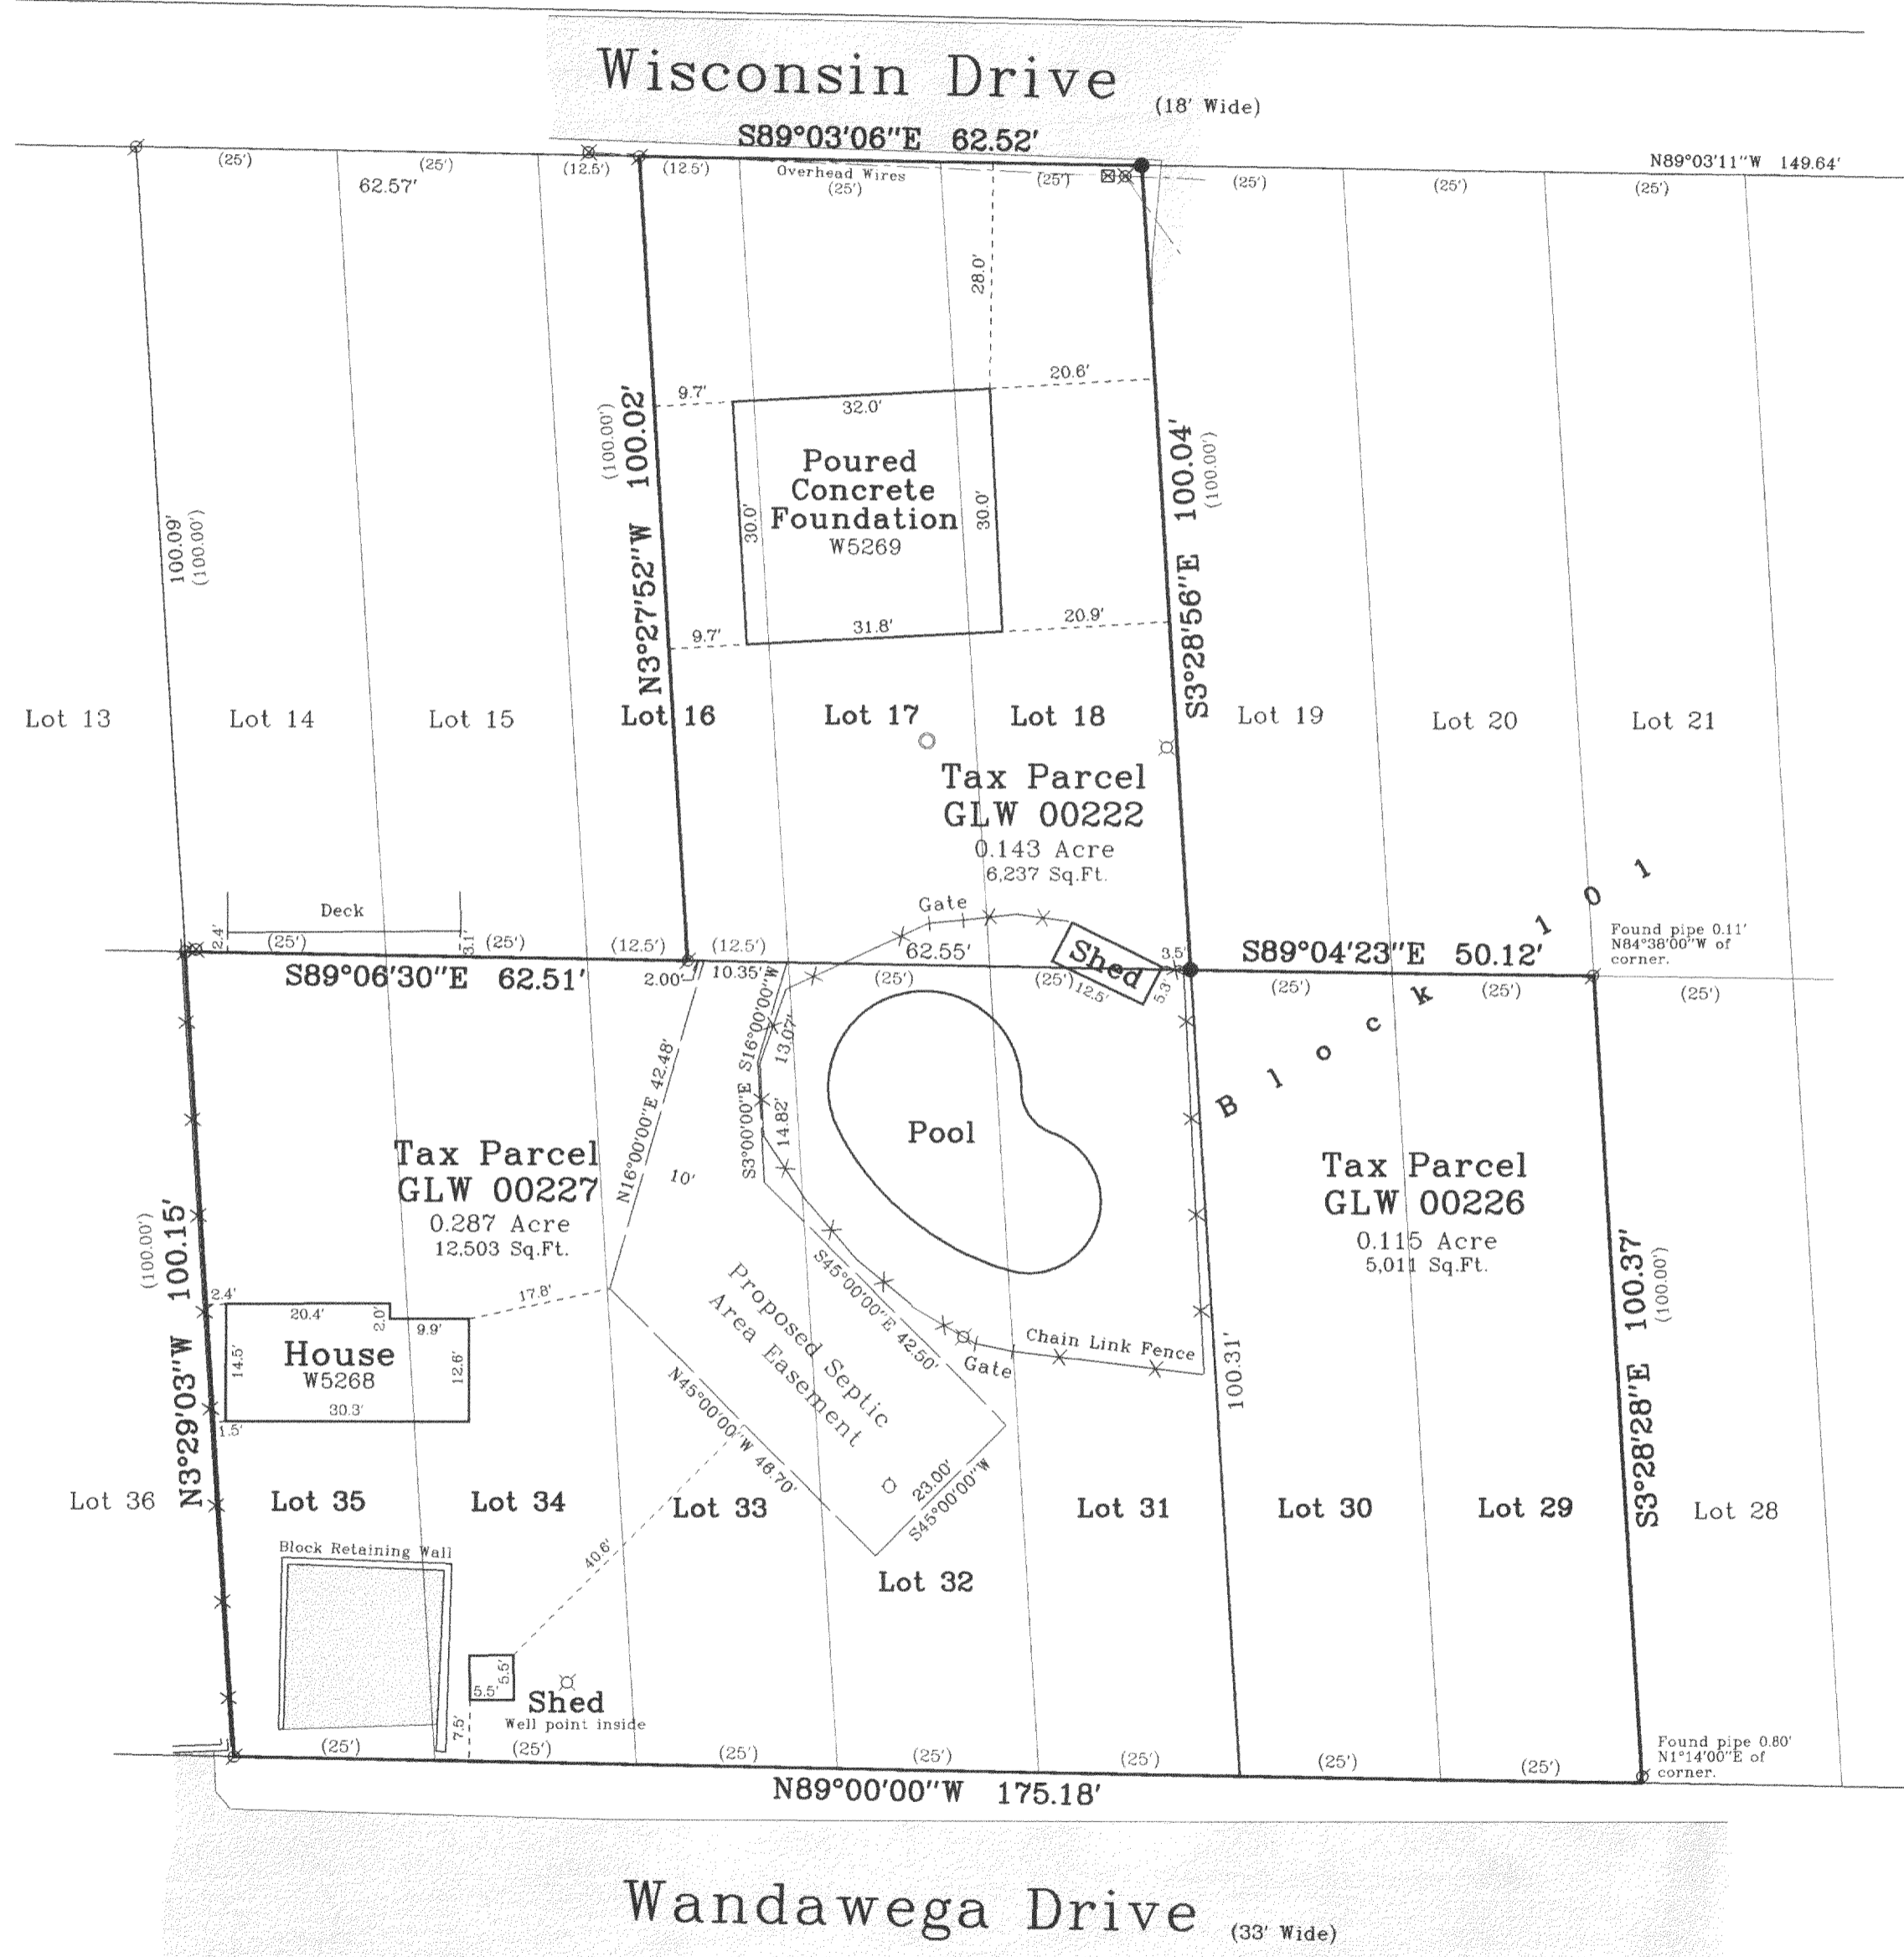 Wisconsin Drive (18' Wide)
S89°03'06"E 62.52'
N89°03'11"W 149.64'
(25')
(25')
62.57'
(12.5')
(12.5')
Overhead Wires
(25')
(25')
(25')
(25')
(25')
28.0'
9.7'
32.0'
20.6'
100.09'
(100.00')
(100.00')
N3°27'52"W 100.02'
30.0'
Poured
Concrete
Foundation
W5269
30.0'
S3°28'56"E 100.04'
(100.00')
9.7'
31.8'
20.9'
Lot 13
Lot 14
Lot 15
Lot 16
Lot 17
Lot 18
Lot 19
Lot 20
Lot 21
Tax Parcel
GLW 00222
0.143 Acre
6,237 Sq.Ft.
Gate
Deck
2.4'
(25')
3.1'
(25')
(12.5')
(12.5')
62.55'
Shed
3.5'
S89°04'23"E 50.12'
Found pipe 0.11'
N84°38'00"W of
corner.
S89°06'30"E 62.51'
2.00'
10.35'
(25')
(25')
12.5'
5.3'
(25')
(25')
(25')
Block 101
N16°00'00"E 42.48'
S16°00'00"W
13.07'
S3°00'00"E
14.82'
10'
Pool
Tax Parcel
GLW 00227
0.287 Acre
12,503 Sq.Ft.
Tax Parcel
GLW 00226
0.115 Acre
5,011 Sq.Ft.
(100.00')
N3°29'03"W 100.15'
2.4'
20.4'
2.0'
9.9'
17.8'
14.5'
House
W5268
12.6'
30.3'
1.5'
Proposed Septic
Area Easement
S45°00'00"E 42.50'
Gate
Chain Link Fence
100.31'
S3°28'28"E 100.37'
(100.00')
N45°00'00"W 46.70'
23.00'
S45°00'00"W
Lot 36
Lot 35
Lot 34
Lot 33
Lot 32
Lot 31
Lot 30
Lot 29
Lot 28
Block Retaining Wall
40.6'
5.5'
5.5'
Shed
Well point inside
7.5'
(25')
(25')
(25')
(25')
(25')
(25')
(25')
Found pipe 0.80'
N1°14'00"E of
corner.
N89°00'00"W 175.18'
Wandawega Drive (33' Wide)